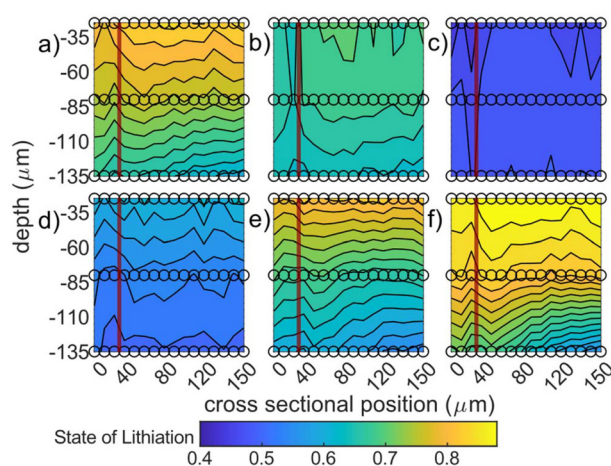 a) b) c)
-35
-60
-85
-110
-135
d) e) f)
-35
-60
-85
-110
-135
depth (μm)
0 40 80 120 150 0 40 80 120 150 0 40 80 120 150
cross sectional position (μm)
State of Lithiation
0.4 0.5 0.6 0.7 0.8